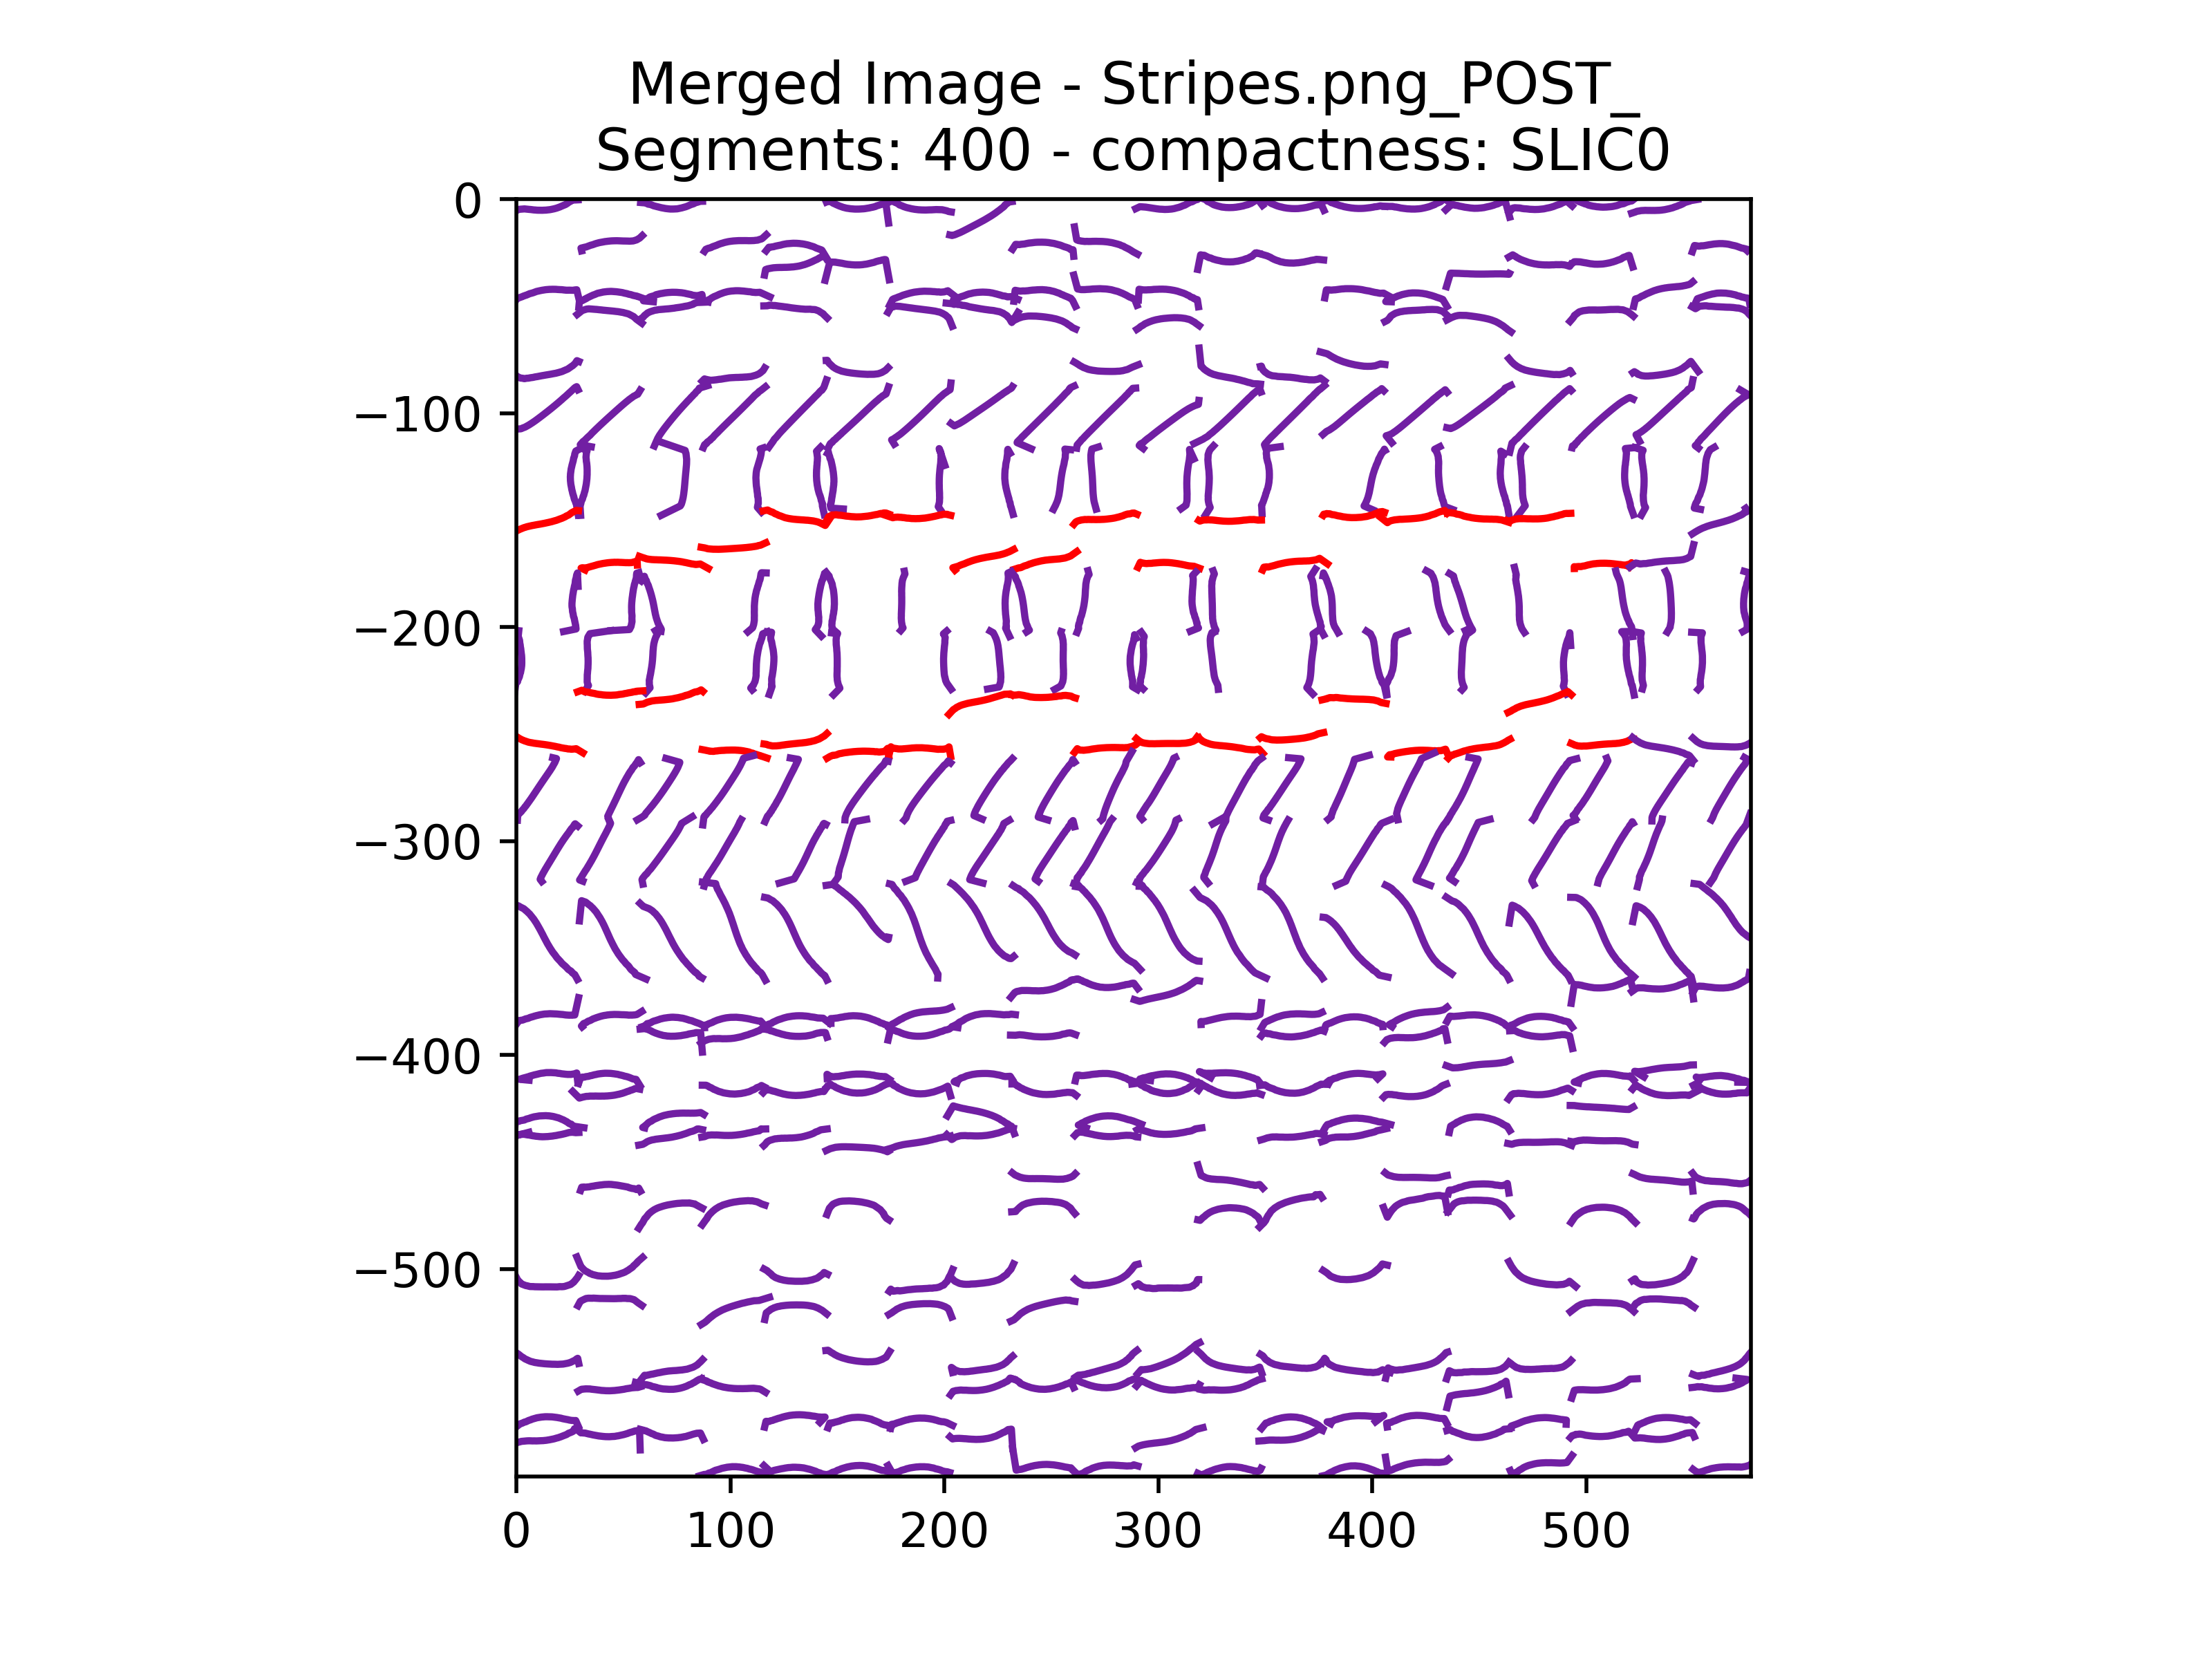 Merged Image - Stripes.png_POST_
Segments: 400 - compactness: SLIC0
0
−100
−200
−300
−400
−500
0 100 200 300 400 500